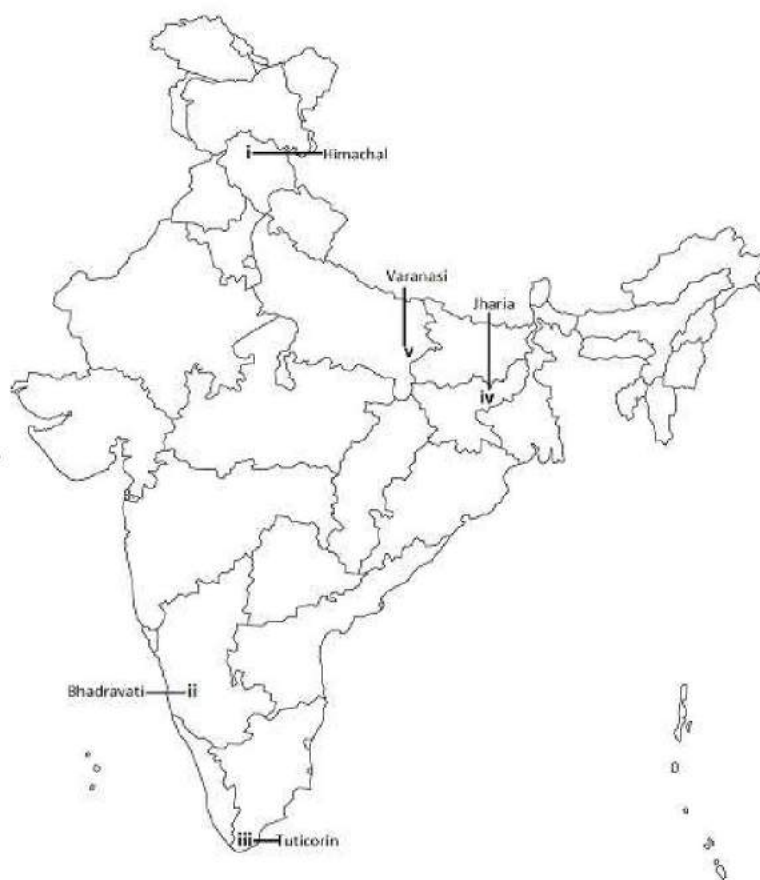 i Himachal
Varanasi
Jharia
v
iv
Bhadravati ii
iii Tuticorin